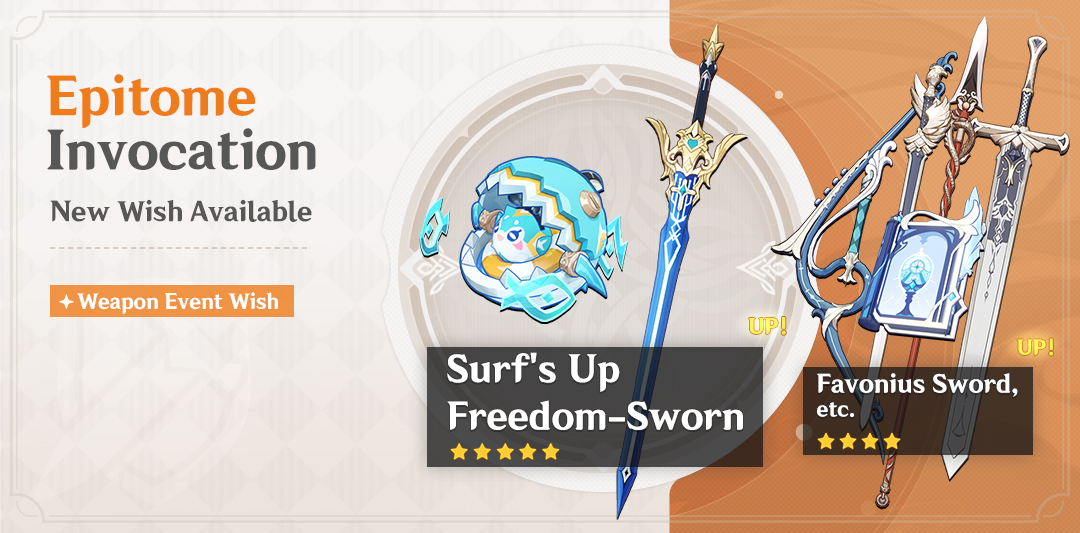 Epitome
Invocation
New Wish Available
Weapon Event Wish
UP!
Surf's Up
Freedom-Sworn
UP!
Favonius Sword,
etc.